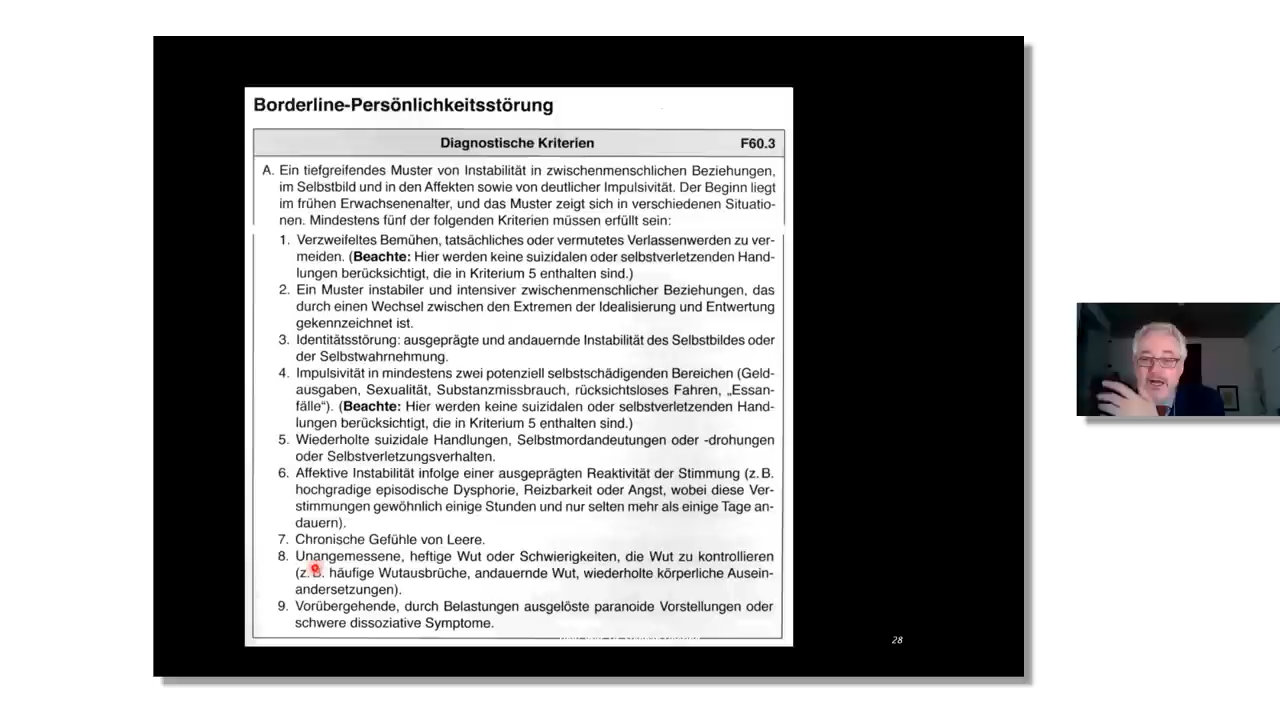 Borderline-Persönlichkeitsstörung
Diagnostische Kriterien F60.3
A. Ein tiefgreifendes Muster von Instabilität in zwischenmenschlichen Beziehungen,
im Selbstbild und in den Affekten sowie von deutlicher Impulsivität. Der Beginn liegt
im frühen Erwachsenenalter, und das Muster zeigt sich in verschiedenen Situatio-
nen. Mindestens fünf der folgenden Kriterien müssen erfüllt sein:
1. Verzweifeltes Bemühen, tatsächliches oder vermutetes Verlassenwerden zu ver-
meiden. (Beachte: Hier werden keine suizidalen oder selbstverletzenden Hand-
lungen berücksichtigt, die in Kriterium 5 enthalten sind.)
2. Ein Muster instabiler und intensiver zwischenmenschlicher Beziehungen, das
durch einen Wechsel zwischen den Extremen der Idealisierung und Entwertung
gekennzeichnet ist.
3. Identitätsstörung: ausgeprägte und andauernde Instabilität des Selbstbildes oder
der Selbstwahrnehmung.
4. Impulsivität in mindestens zwei potenziell selbstschädigenden Bereichen (Geld-
ausgaben, Sexualität, Substanzmissbrauch, rücksichtsloses Fahren, „Essan-
fälle“). (Beachte: Hier werden keine suizidalen oder selbstverletzenden Hand-
lungen berücksichtigt, die in Kriterium 5 enthalten sind.)
5. Wiederholte suizidale Handlungen, Selbstmordandeutungen oder -drohungen
oder Selbstverletzungsverhalten.
6. Affektive Instabilität infolge einer ausgeprägten Reaktivität der Stimmung (z. B.
hochgradige episodische Dysphorie, Reizbarkeit oder Angst, wobei diese Ver-
stimmungen gewöhnlich einige Stunden und nur selten mehr als einige Tage an-
dauern).
7. Chronische Gefühle von Leere.
8. Unangemessene, heftige Wut oder Schwierigkeiten, die Wut zu kontrollieren
(z. B. häufige Wutausbrüche, andauernde Wut, wiederholte körperliche Ausein-
andersetzungen).
9. Vorübergehende, durch Belastungen ausgelöste paranoide Vorstellungen oder
schwere dissoziative Symptome.
28